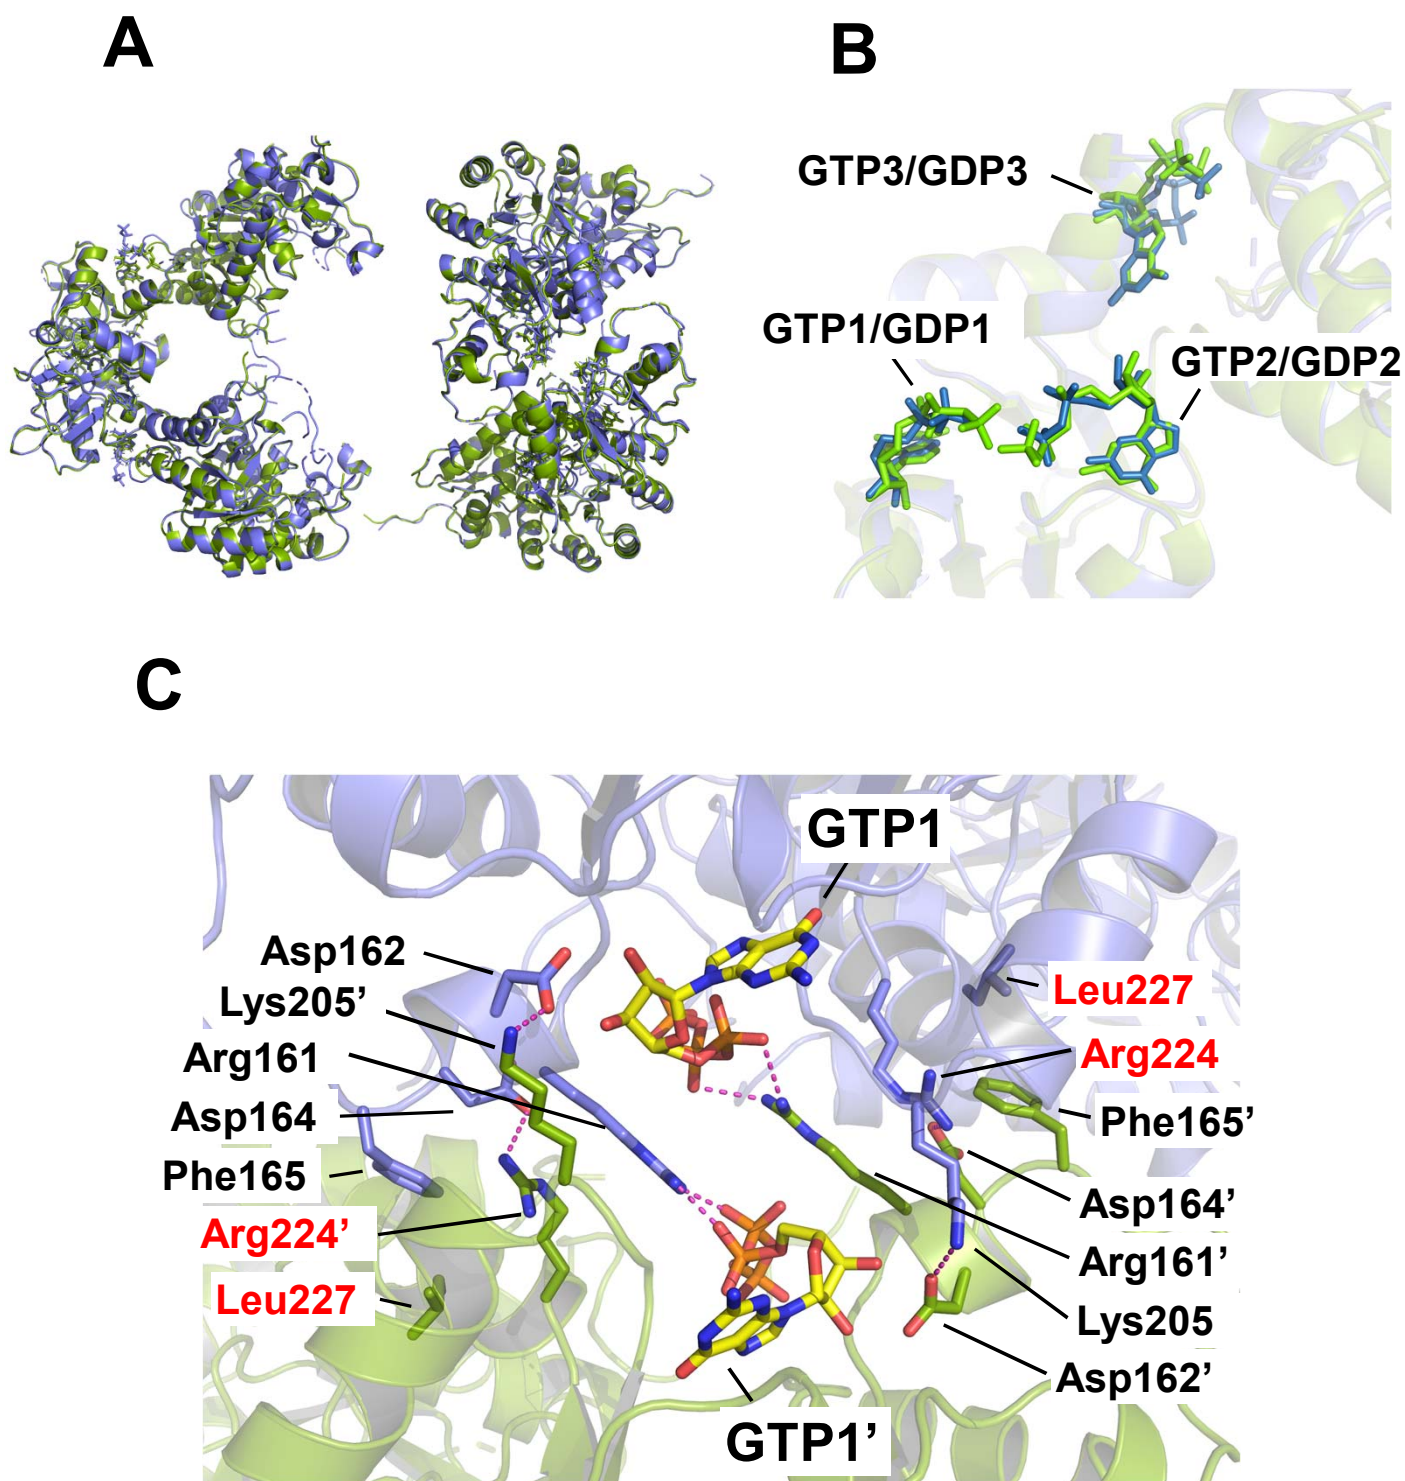 A
B
GTP3/GDP3
GTP1/GDP1
GTP2/GDP2
C
GTP1
Asp162
Lys205’
Arg161
Asp164
Phe165
Arg224’
Leu227
Leu227
Arg224
Phe165’
Asp164’
Arg161’
Lys205
Asp162’
GTP1’